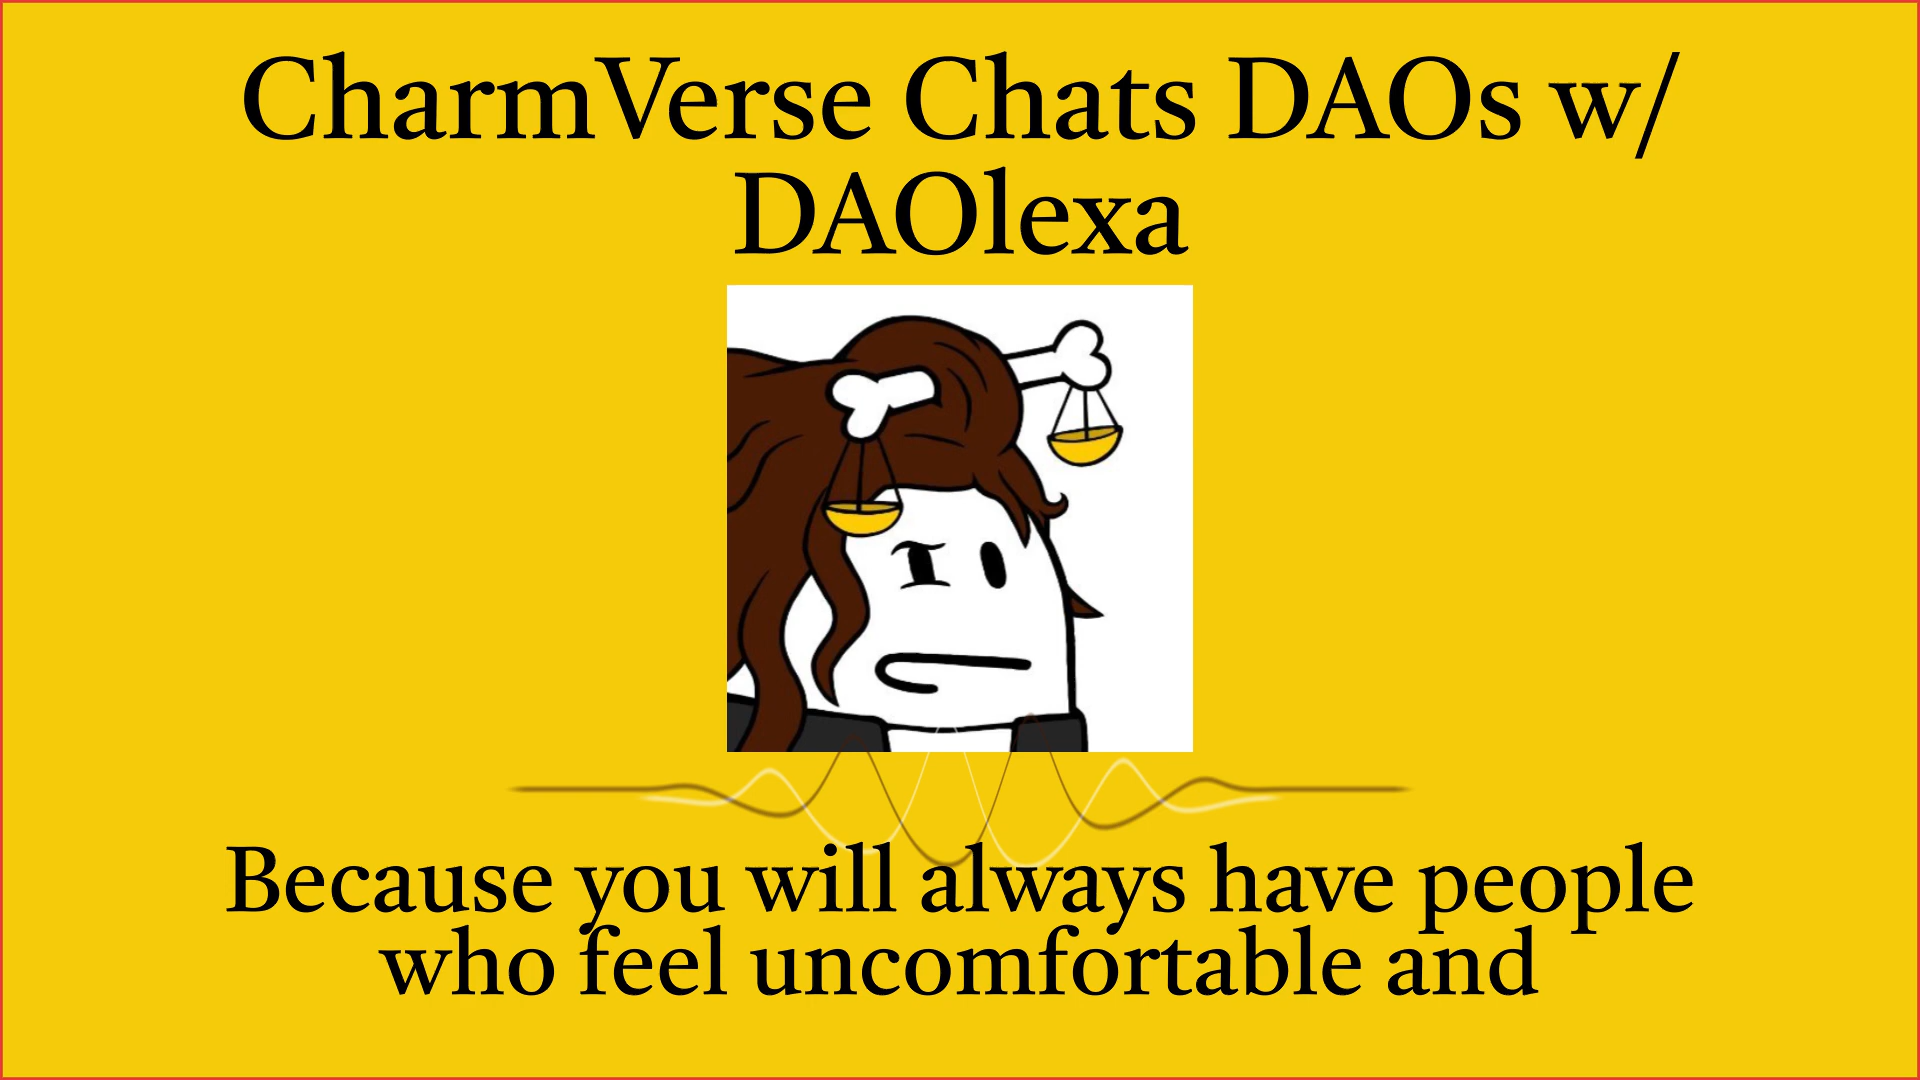 CharmVerse Chats DAOs w/
DAOlexa
Because you will always have people
who feel uncomfortable and